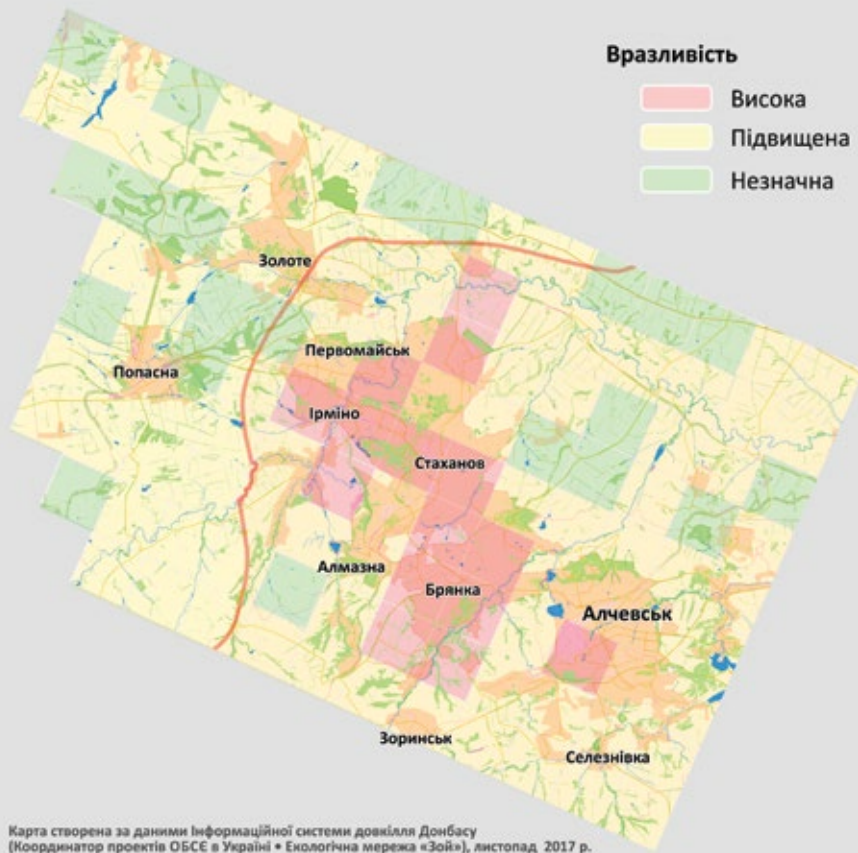 Вразливість
Висока
Підвищена
Незначна
Золоте
Первомайськ
Попасна
Ірміно
Стаханов
Алмазна
Брянка
Алчевськ
Зоринськ
Селезнівка
Карта створена за даними Інформаційної системи довкілля Донбасу
(Координатор проектів ОБСЄ в Україні • Екологічна мережа «Зой»), листопад 2017 р.